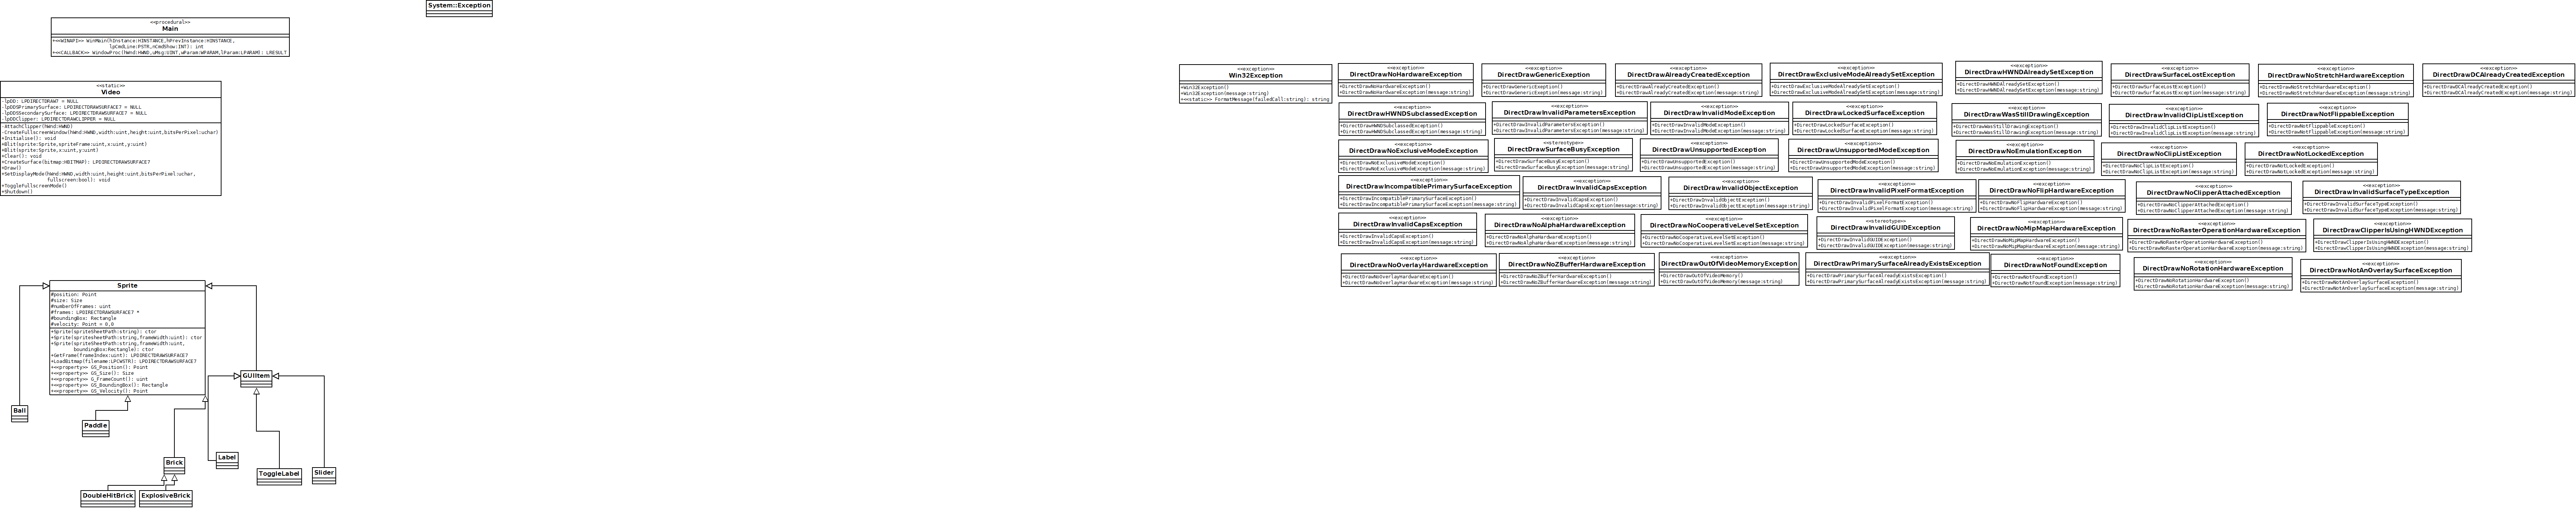 System::Exception
<<procedural>>
Main
+<<WINAPI>> WinMain(hInstance:HINSTANCE,hPrevInstance:HINSTANCE,
lpCmdLine:PSTR,nCmdShow:INT): int
+<<CALLBACK>> WindowProc(hWnd:HWND,uMsg:UINT,wParam:WPARAM,lParam:LPARAM): LRESULT
<<static>>
Video
-lpDD: LPDIRECTDRAW7 = NULL
-lpDDSPrimarySurface: LPDIRECTDRAWSURFACE7 = NULL
-lpDDSSecondarySurface: LPDIRECTDRAWSURFACE7 = NULL
-lpDDClipper: LPDIRECTDRAWCLIPPER = NULL
-AttachClipper(hWnd:HWND)
-CreateFullscreenWindow(hWnd:HWND,width:uint,height:uint,bitsPerPixel:uchar)
+Initialise(): void
+Blit(sprite:Sprite,spriteFrame:uint,x:uint,y:uint)
+Blit(sprite:Sprite,x:uint,y:uint)
+Clear(): void
+CreateSurface(bitmap:HBITMAP): LPDIRECTDRAWSURFACE7
+Draw()
+SetDisplayMode(hWnd:HWND,width:uint,height:uint,bitsPerPixel:uchar,
fullscreen:bool): void
+ToggleFullscreenMode()
+Shutdown()
Sprite
#position: Point
#size: Size
#numberOfFrames: uint
#frames: LPDIRECTDRAWSURFACE7 *
#boundingBox: Rectangle
#velocity: Point = 0,0
+Sprite(spriteSheetPath:string): ctor
+Sprite(spritesheetPath:string,frameWidth:uint): ctor
+Sprite(spriteSheetPath:string,frameWidth:uint,
boundingBox:Rectangle): ctor
+GetFrame(frameIndex:uint): LPDIRECTDRAWSURFACE7
+LoadBitmap(filename:LPCWSTR): LPDIRECTDRAWSURFACE7
+<<property>> GS_Position(): Point
+<<property>> GS_Size(): Size
+<<property>> G_FrameCount(): uint
+<<property>> GS_BoundingBox(): Rectangle
+<<property>> GS_Velocity(): Point
GUIItem
Ball
Paddle
Brick
Label
ToggleLabel
Slider
DoubleHitBrick
ExplosiveBrick
<<exception>>
Win32Exception
+Win32Exception()
+Win32Exception(message:string)
+<<static>> FormatMessage(failedCall:string): string
<<exception>>
DirectDrawNoHardwareException
+DirectDrawNoHardwareException()
+DirectDrawNoHardwareException(message:string)
<<exception>>
DirectDrawGenericExeption
+DirectDrawGenericExeption()
+DirectDrawGenericExeption(message:string)
<<exception>>
DirectDrawAlreadyCreatedException
+DirectDrawAlreadyCreatedException()
+DirectDrawAlreadyCreatedException(message:string)
<<exception>>
DirectDrawExclusiveModeAlreadySetException
+DirectDrawExclusiveModeAlreadySetException()
+DirectDrawExclusiveModeAlreadySetException(message:string)
<<exception>>
DirectDrawHWNDAlreadySetException
+DirectDrawHWNDAlreadySetException()
+DirectDrawHWNDAlreadySetException(message:string)
<<exception>>
DirectDrawSurfaceLostException
+DirectDrawSurfaceLostException()
+DirectDrawSurfaceLostException(message:string)
<<exception>>
DirectDrawNoStretchHardwareException
+DirectDrawNoStretchHardwareException()
+DirectDrawNoStretchHardwareException(message:string)
<<exception>>
DirectDrawDCAlreadyCreatedException
+DirectDrawDCAlreadyCreatedException()
+DirectDrawDCAlreadyCreatedException(message:string)
<<exception>>
DirectDrawHWNDSubclassedException
+DirectDrawHWNDSubclassedException()
+DirectDrawHWNDSubclassedException(message:string)
<<exception>>
DirectDrawInvalidParametersException
+DirectDrawInvalidParametersException()
+DirectDrawInvalidParametersException(message:string)
<<exception>>
DirectDrawInvalidModeException
+DirectDrawInvalidModeException()
+DirectDrawInvalidModeException(message:string)
<<exception>>
DirectDrawLockedSurfaceException
+DirectDrawLockedSurfaceException()
+DirectDrawLockedSurfaceException(message:string)
<<exception>>
DirectDrawWasStillDrawingException
+DirectDrawWasStillDrawingException()
+DirectDrawWasStillDrawingException(message:string)
<<exception>>
DirectDrawInvalidClipListException
+DirectDrawInvalidClipListException()
+DirectDrawInvalidClipListException(message:string)
<<exception>>
DirectDrawNotFlippableException
+DirectDrawNotFlippableException()
+DirectDrawNotFlippableException(message:string)
<<exception>>
DirectDrawNoExclusiveModeException
+DirectDrawNoExclusiveModeException()
+DirectDrawNoExclusiveModeException(message:string)
<<stereotype>>
DirectDrawSurfaceBusyException
+DirectDrawSurfaceBusyException()
+DirectDrawSurfaceBusyException(message:string)
<<exception>>
DirectDrawUnsupportedException
+DirectDrawUnsupportedException()
+DirectDrawUnsupportedException(message:string)
<<exception>>
DirectDrawUnsupportedModeException
+DirectDrawUnsupportedModeException()
+DirectDrawUnsupportedModeException(message:string)
<<exception>>
DirectDrawNoEmulationException
+DirectDrawNoEmulationException()
+DirectDrawNoEmulationException(message:string)
<<exception>>
DirectDrawNoClipListException
+DirectDrawNoClipListException()
+DirectDrawNoClipListException(message:string)
<<exception>>
DirectDrawNotLockedException
+DirectDrawNotLockedException()
+DirectDrawNotLockedException(message:string)
<<exception>>
DirectDrawIncompatiblePrimarySurfaceException
+DirectDrawIncompatiblePrimarySurfaceException()
+DirectDrawIncompatiblePrimarySurfaceException(message:string)
<<exception>>
DirectDrawInvalidCapsException
+DirectDrawInvalidCapsException()
+DirectDrawInvalidCapsException(message:string)
<<exception>>
DirectDrawInvalidObjectException
+DirectDrawInvalidObjectException()
+DirectDrawInvalidObjectException(message:string)
<<exception>>
DirectDrawInvalidPixelFormatException
+DirectDrawInvalidPixelFormatException()
+DirectDrawInvalidPixelFormatException(message:string)
<<exception>>
DirectDrawNoFlipHardwareException
+DirectDrawNoFlipHardwareException()
+DirectDrawNoFlipHardwareException(message:string)
<<exception>>
DirectDrawNoClipperAttachedException
+DirectDrawNoClipperAttachedException()
+DirectDrawNoClipperAttachedException(message:string)
<<exception>>
DirectDrawInvalidSurfaceTypeException
+DirectDrawInvalidSurfaceTypeException()
+DirectDrawInvalidSurfaceTypeException(message:string)
<<exception>>
DirectDrawInvalidCapsException
+DirectDrawInvalidCapsException()
+DirectDrawInvalidCapsException(message:string)
<<exception>>
DirectDrawNoAlphaHardwareException
+DirectDrawNoAlphaHardwareException()
+DirectDrawNoAlphaHardwareException(message:string)
<<exception>>
DirectDrawNoCooperativeLevelSetException
+DirectDrawNoCooperativeLevelSetException()
+DirectDrawNoCooperativeLevelSetException(message:string)
<<stereotype>>
DirectDrawInvalidGUIDException
+DirectDrawInvalidGUIDException()
+DirectDrawInvalidGUIDException(message:string)
<<exception>>
DirectDrawNoMipMapHardwareException
+DirectDrawNoMipMapHardwareException()
+DirectDrawNoMipMapHardwareException(message:string)
<<exception>>
DirectDrawNoRasterOperationHardwareException
+DirectDrawNoRasterOperationHardwareException()
+DirectDrawNoRasterOperationHardwareException(message:string)
<<exception>>
DirectDrawClipperIsUsingHWNDException
+DirectDrawClipperIsUsingHWNDException()
+DirectDrawClipperIsUsingHWNDException(message:string)
<<exception>>
DirectDrawNoOverlayHardwareException
+DirectDrawNoOverlayHardwareException()
+DirectDrawNoOverlayHardwareException(message:string)
<<exception>>
DirectDrawNoZBufferHardwareException
+DirectDrawNoZBufferHardwareException()
+DirectDrawNoZBufferHardwareException(message:string)
<<exception>>
DirectDrawOutOfVideoMemoryException
+DirectDrawOutOfVideoMemory()
+DirectDrawOutOfVideoMemory(message:string)
<<exception>>
DirectDrawPrimarySurfaceAlreadyExistsException
+DirectDrawPrimarySurfaceAlreadyExistsException()
+DirectDrawPrimarySurfaceAlreadyExistsException(message:string)
<<exception>>
DirectDrawNotFoundException
+DirectDrawNotFoundException()
+DirectDrawNotFoundException(message:string)
<<exception>>
DirectDrawNoRotationHardwareException
+DirectDrawNoRotationHardwareException()
+DirectDrawNoRotationHardwareException(message:string)
<<exception>>
DirectDrawNotAnOverlaySurfaceException
+DirectDrawNotAnOverlaySurfaceException()
+DirectDrawNotAnOverlaySurfaceException(message:string)